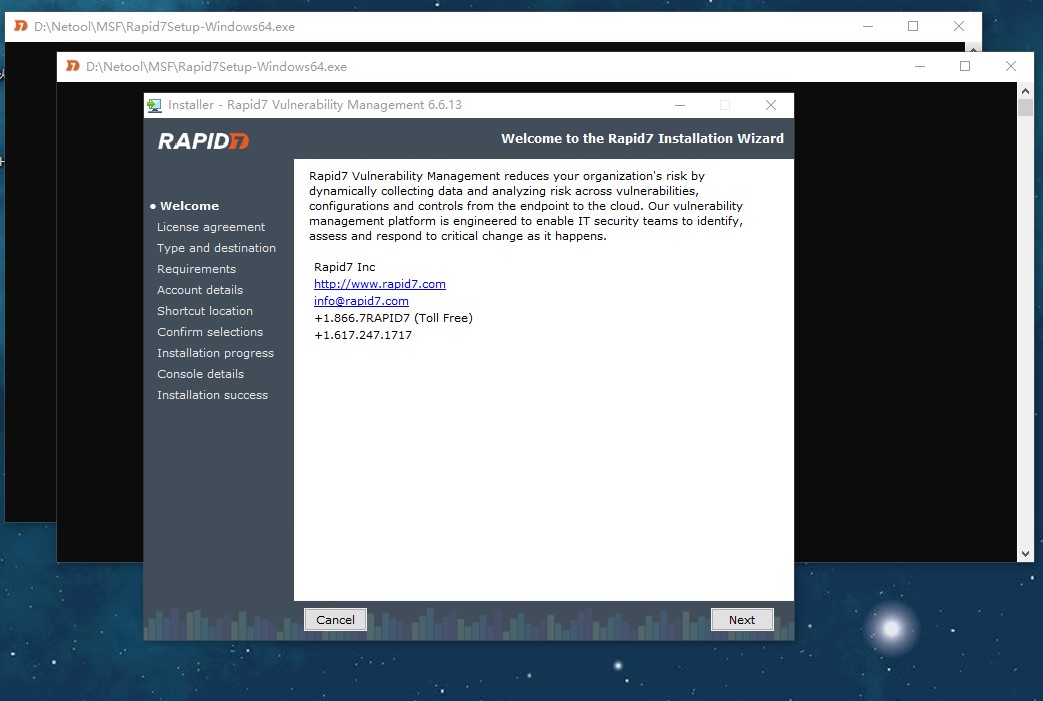 D:\Netool\MSF\Rapid7Setup-Windows64.exe
D:\Netool\MSF\Rapid7Setup-Windows64.exe
Installer - Rapid7 Vulnerability Management 6.6.13
RAPID7
Welcome to the Rapid7 Installation Wizard
• Welcome
License agreement
Type and destination
Requirements
Account details
Shortcut location
Confirm selections
Installation progress
Console details
Installation success
Rapid7 Vulnerability Management reduces your organization's risk by
dynamically collecting data and analyzing risk across vulnerabilities,
configurations and controls from the endpoint to the cloud. Our vulnerability
management platform is engineered to enable IT security teams to identify,
assess and respond to critical change as it happens.
Rapid7 Inc
http://www.rapid7.com
info@rapid7.com
+1.866.7RAPID7 (Toll Free)
+1.617.247.1717
Cancel
Next